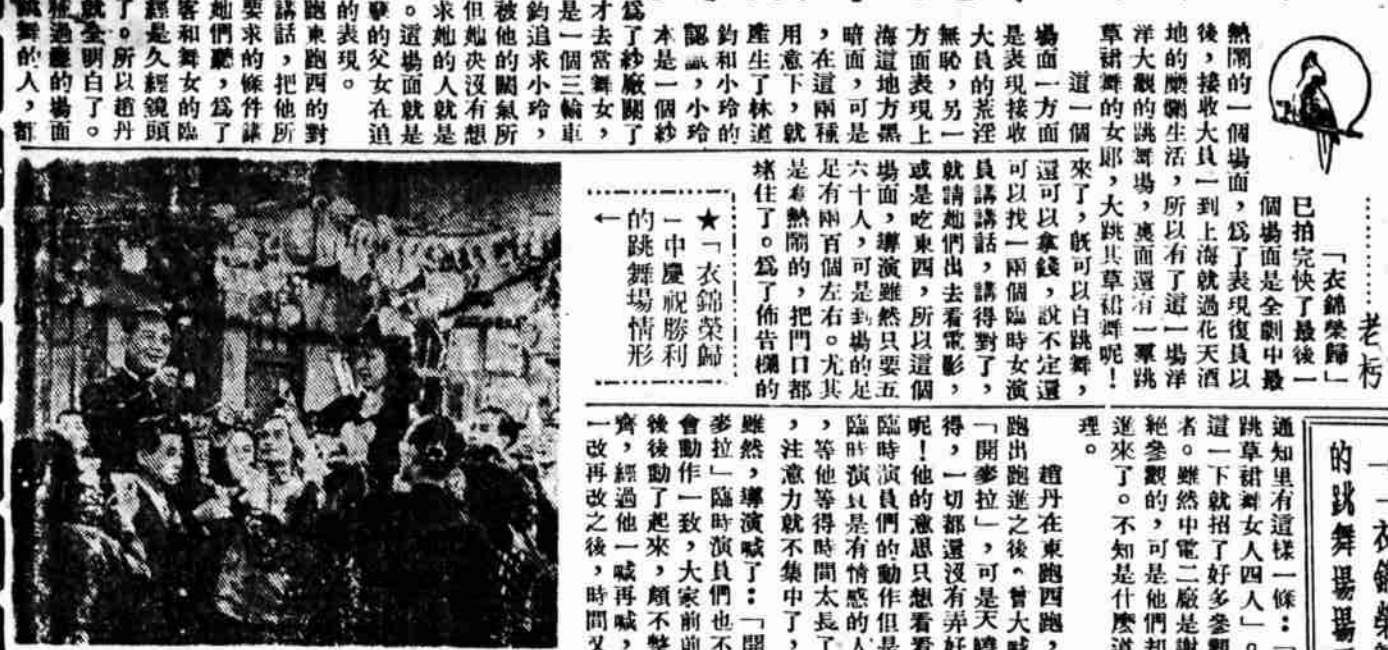 老朽
「衣錦榮歸」
已拍完快了最後一
個場面是全劇中最
熱鬧的一個場面，爲了表現復員以
後，接收大員一到上海就過花天酒
地的糜爛生活，所以有了這一場洋
洋大觀的跳舞場，裏面還有一羣跳
草裙舞的女郎，大跳其草裙舞呢！
這一個
場面一方面
是表現接收
大員的荒淫
無恥，另一
方面表現上
海這地方黑
暗面，可是
，在這兩種
用意下，就
產生了林道
鈞和小玲的
認識，小玲
本是一個紗
爲了紗廠關了
才去當舞女，
是一個三輪車
鈞追求小玲，
被他的闊氣所
但她決沒有想
求她的人就是
。這場面就是
孽的父女在追
的表現。
跑東跑西的對
講話，把他所
要求的條件講
她們聽，爲了
客和舞女的臨
經是久經鏡頭
了。所以趙丹
就全明白了。
過癮的場面
跳舞的人，都
來了，既可以白跳舞，
還可以拿錢，說不定還
可以找一兩個臨時女演
員講講話，講得對了，
就請她們出去看電影，
或是吃東西，所以這個
場面，導演雖然只要五
六十人，可是到場的足
足有兩百個左右。尤其
是看熱鬧的，把門口都
堵住了。爲了佈告欄的
★「衣錦榮歸
」中慶祝勝利
的跳舞場情形
←
「衣錦榮
的跳舞場場
通知里有這樣一條：「
跳草裙舞女人四人」。
這一下就招了好多參觀
者。雖然中電二廠是謝
絕參觀的，可是他們却
進來了。不知是什麼道
理。
趙丹在東跑西跑，
跑出跑進之後，曾大喊
「開麥拉」，可是天曉
得，一切都還沒有弄好
呢！他的意思只想看看
臨時演員們的動作但是
臨時演員是有情感的人
，等他等得時間太長了
，注意力就不集中了，
雖然，導演喊了：「開
麥拉」臨時演員們也不
會動作一致，大家前前
後後動了起來，頗不整
齊，經過他一喊再喊，
一改再改之後，時間又